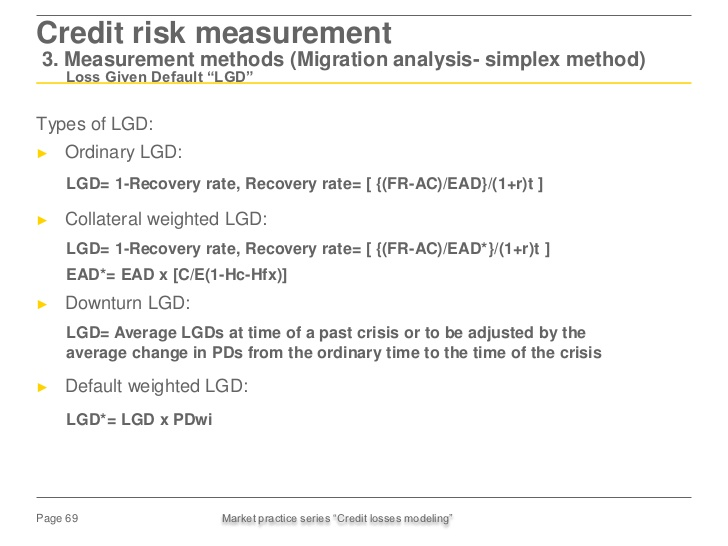 Credit risk measurement
3. Measurement methods (Migration analysis- simplex method)
Loss Given Default “LGD”
Types of LGD:
► Ordinary LGD:
LGD= 1-Recovery rate, Recovery rate= [ {(FR-AC)/EAD}/(1+r)t ]
► Collateral weighted LGD:
LGD= 1-Recovery rate, Recovery rate= [ {(FR-AC)/EAD*}/(1+r)t ]
EAD*= EAD x [C/E(1-Hc-Hfx)]
► Downturn LGD:
LGD= Average LGDs at time of a past crisis or to be adjusted by the
average change in PDs from the ordinary time to the time of the crisis
► Default weighted LGD:
LGD*= LGD x PDwi
Page 69
Market practice series “Credit losses modeling”